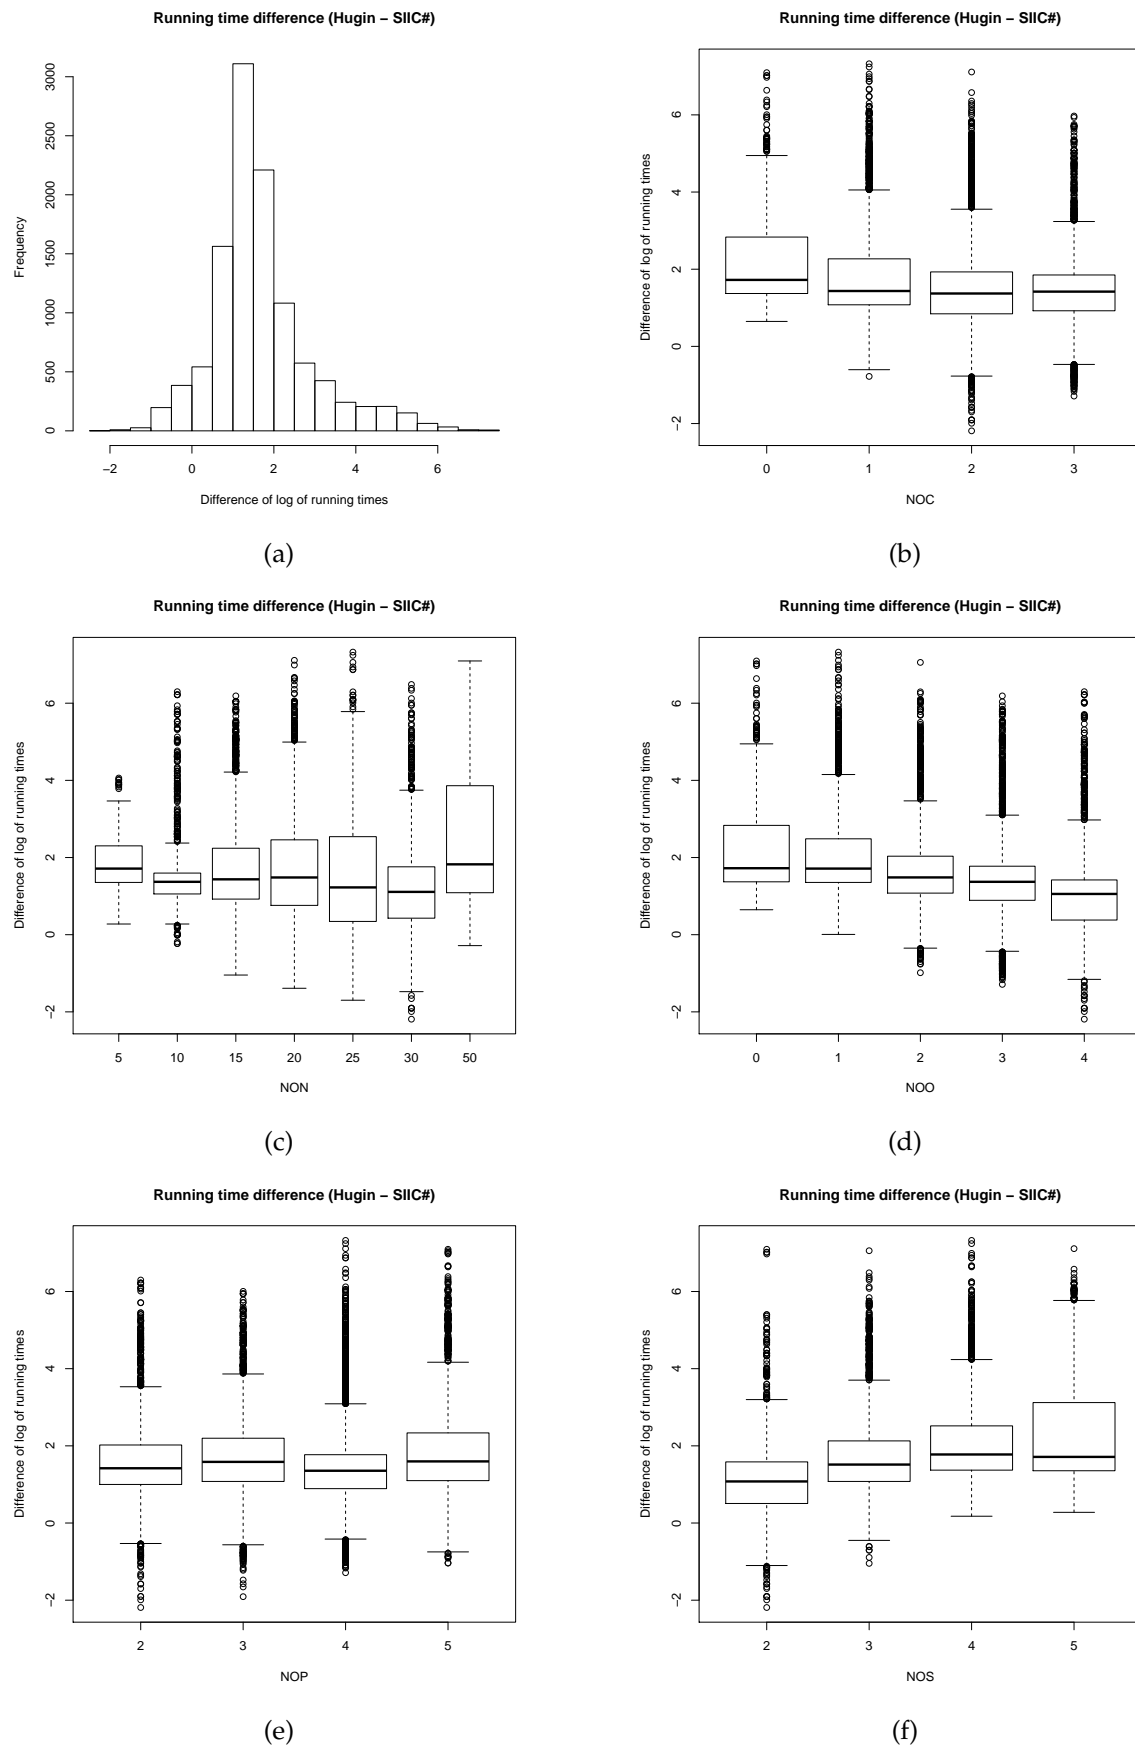 Running time difference (Hugin − SIIC#)
Frequency
3000
2500
2000
1500
1000
500
0
−2 0 2 4 6
Difference of log of running times
(a)
Running time difference (Hugin − SIIC#)
Difference of log of running times
6
4
2
0
−2
0 1 2 3
NOC
(b)
Running time difference (Hugin − SIIC#)
Difference of log of running times
6
4
2
0
−2
5 10 15 20 25 30 50
NON
(c)
Running time difference (Hugin − SIIC#)
Difference of log of running times
6
4
2
0
−2
0 1 2 3 4
NOO
(d)
Running time difference (Hugin − SIIC#)
Difference of log of running times
6
4
2
0
−2
2 3 4 5
NOP
(e)
Running time difference (Hugin − SIIC#)
Difference of log of running times
6
4
2
0
−2
2 3 4 5
NOS
(f)